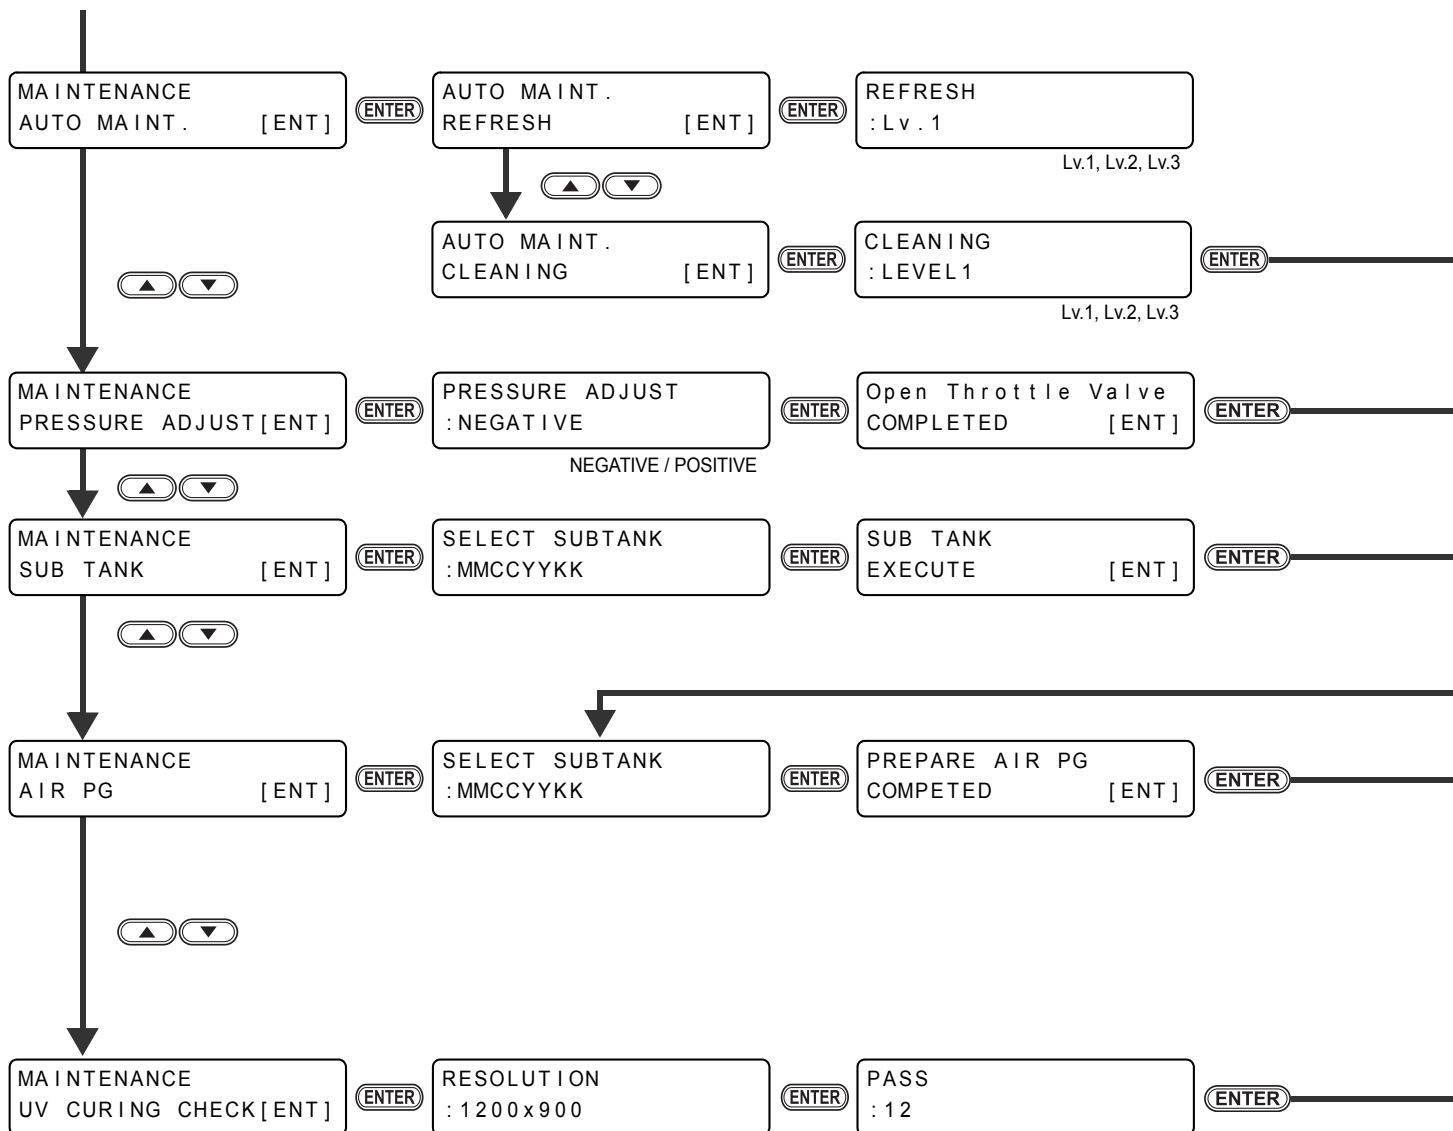 MAINTENANCE
AUTO MAINT. [ENT]
ENTER
AUTO MAINT.
REFRESH [ENT]
ENTER
REFRESH
:Lv.1
Lv.1, Lv.2, Lv.3
AUTO MAINT.
CLEANING [ENT]
ENTER
CLEANING
:LEVEL1
ENTER
Lv.1, Lv.2, Lv.3
MAINTENANCE
PRESSURE ADJUST[ENT]
ENTER
PRESSURE ADJUST
:NEGATIVE
ENTER
Open Throttle Valve
COMPLETED [ENT]
ENTER
NEGATIVE / POSITIVE
MAINTENANCE
SUB TANK [ENT]
ENTER
SELECT SUBTANK
:MMCCYYKK
ENTER
SUB TANK
EXECUTE [ENT]
ENTER
MAINTENANCE
AIR PG [ENT]
ENTER
SELECT SUBTANK
:MMCCYYKK
ENTER
PREPARE AIR PG
COMPETED [ENT]
ENTER
MAINTENANCE
UV CURING CHECK[ENT]
ENTER
RESOLUTION
:1200x900
ENTER
PASS
:12
ENTER